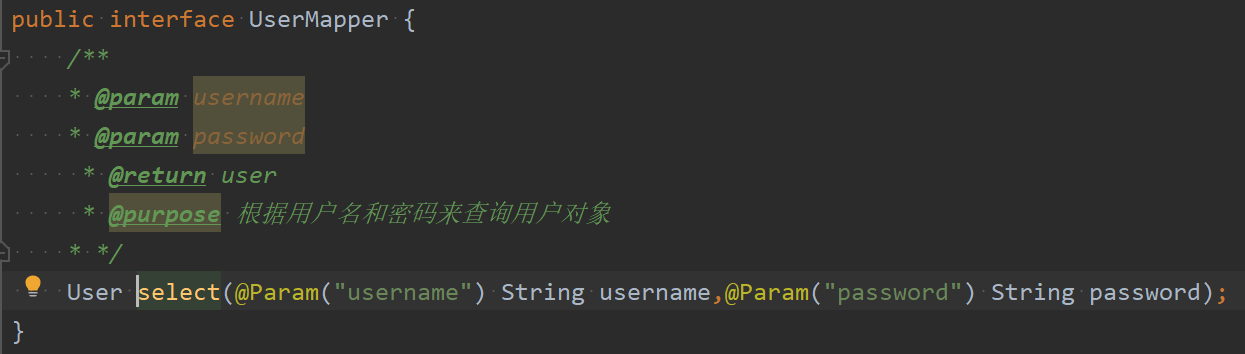 public interface UserMapper {
/**
* @param username
* @param password
* @return user
* @purpose 根据用户名和密码来查询用户对象
* */
User select(@Param("username") String username,@Param("password") String password);
}